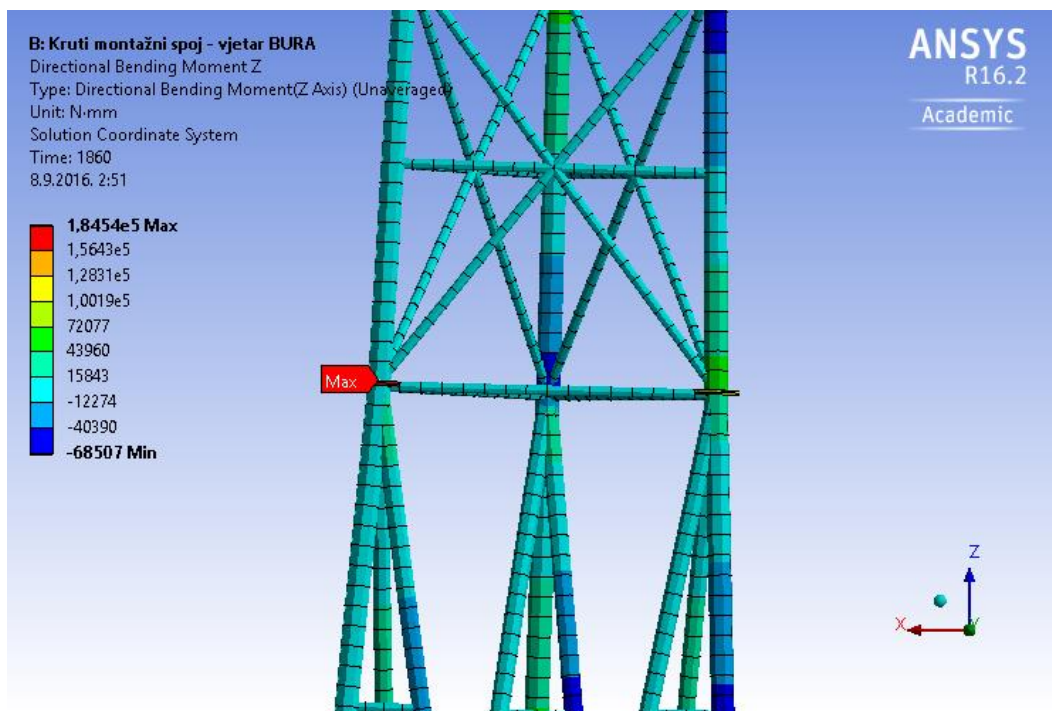 B: Kruti montažni spoj - vjetar BURA
Directional Bending Moment Z
Type: Directional Bending Moment(Z Axis) (Unaveraged)
Unit: N·mm
Solution Coordinate System
Time: 1860
8.9.2016. 2:51
ANSYS
R16.2
Academic
1,8454e5 Max
1,5643e5
1,2831e5
1,0019e5
72077
43960
15843
-12274
-40390
-68507 Min
Max
Z
X
Y